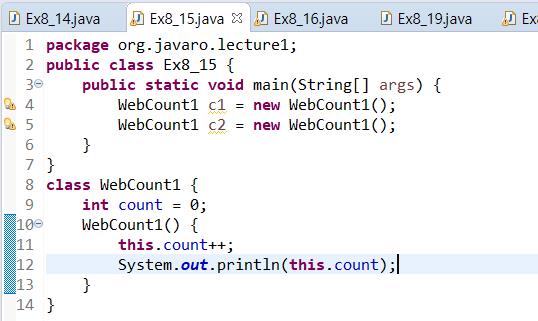 Ex8_14.java Ex8_15.java Ex8_16.java Ex8_19.java Ex
1 package org.javaro.lecture1;
2 public class Ex8_15 {
3 public static void main(String[] args) {
4 WebCount1 c1 = new WebCount1();
5 WebCount1 c2 = new WebCount1();
6 }
7 }
8 class WebCount1 {
9 int count = 0;
10 WebCount1() {
11 this.count++;
12 System.out.println(this.count);
13 }
14 }